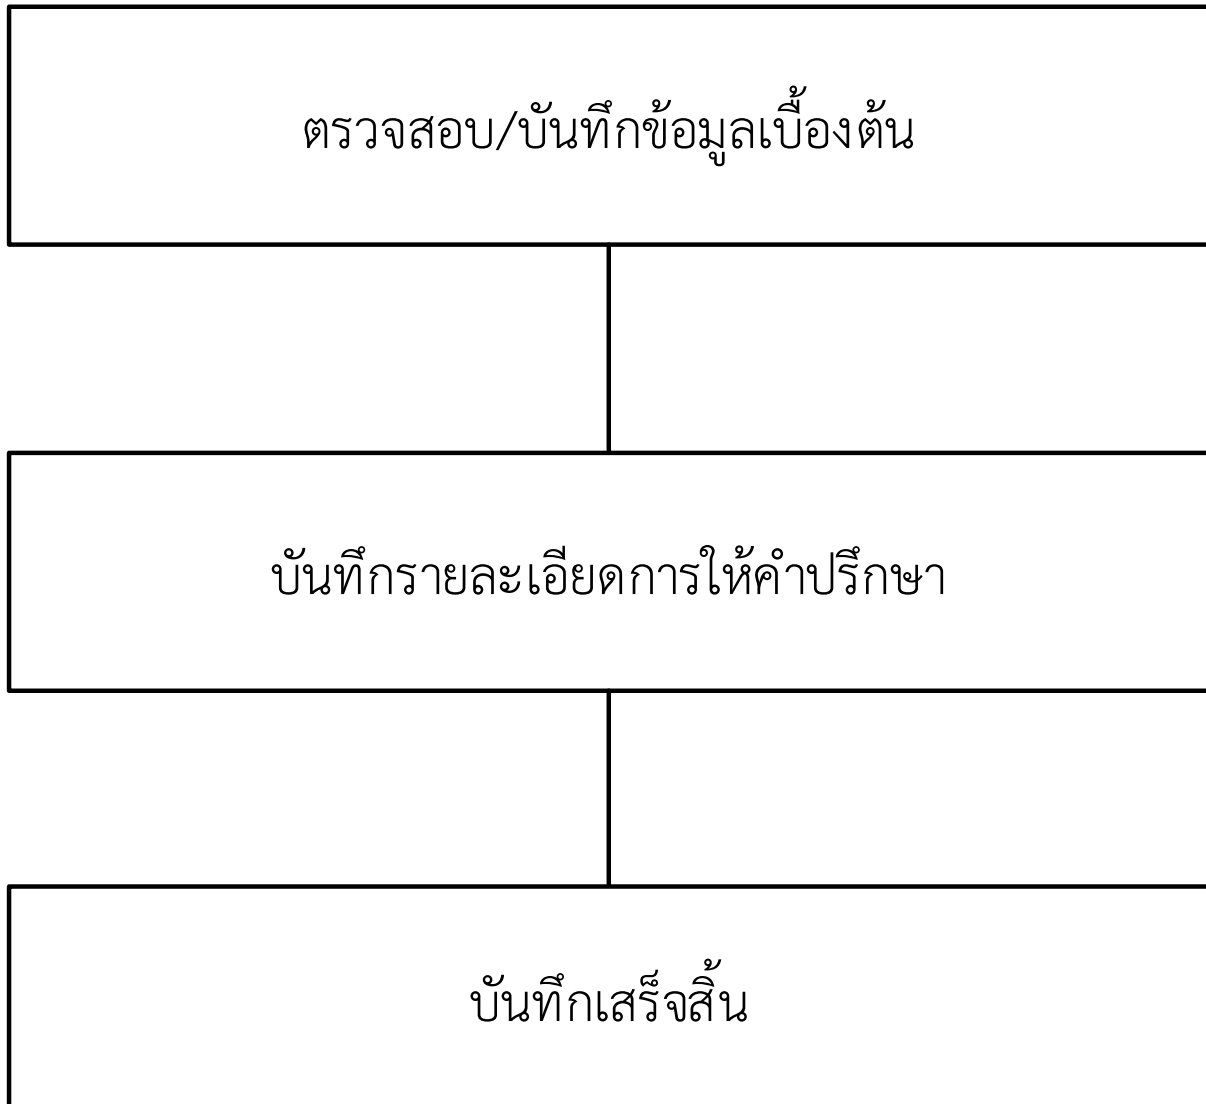 ตรวจสอบ/บันทึกข้อมูลเบื้องต้น
บันทึกรายละเอียดการให้คำปรึกษา
บันทึกเสร็จสิ้น